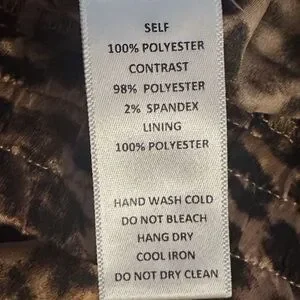 SELF
100% POLYESTER
CONTRAST
98% POLYESTER
2% SPANDEX
LINING
100% POLYESTER
HAND WASH COLD
DO NOT BLEACH
HANG DRY
COOL IRON
DO NOT DRY CLEAN